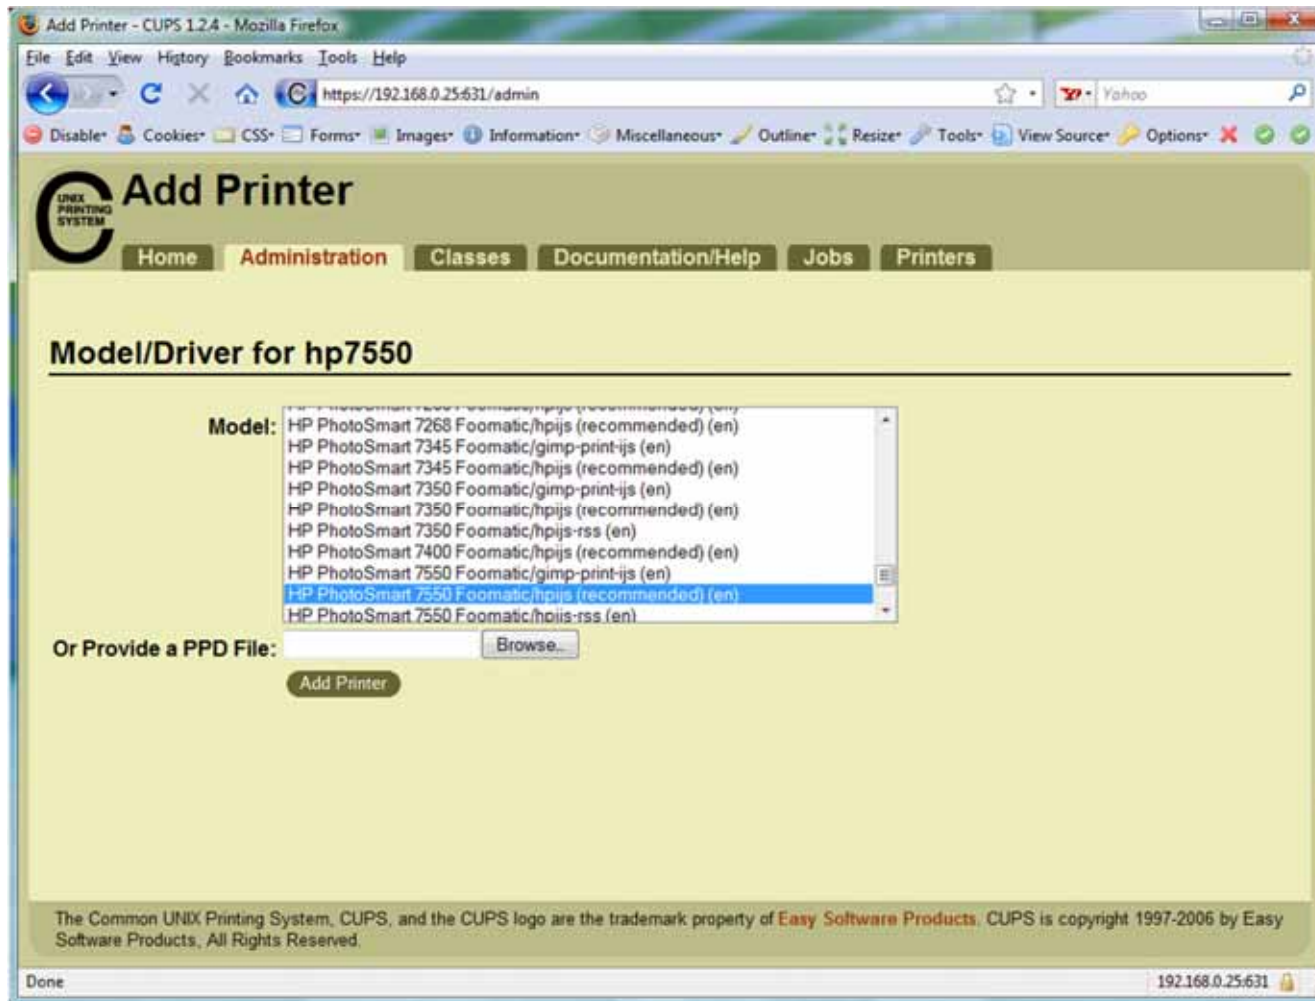 Add Printer - CUPS 1.2.4 - Mozilla Firefox
File Edit View History Bookmarks Tools Help
https://192.168.0.25:631/admin
Yahoo
Disable Cookies CSS Forms Images Information Miscellaneous Outline Resize Tools View Source Options
UNIX
PRINTING
SYSTEM
Add Printer
Home Administration Classes Documentation/Help Jobs Printers
Model/Driver for hp7550
Model:
HP PhotoSmart 7268 Foomatic/hpijs (recommended) (en)
HP PhotoSmart 7345 Foomatic/gimp-print-ijs (en)
HP PhotoSmart 7345 Foomatic/hpijs (recommended) (en)
HP PhotoSmart 7350 Foomatic/gimp-print-ijs (en)
HP PhotoSmart 7350 Foomatic/hpijs (recommended) (en)
HP PhotoSmart 7350 Foomatic/hpijs-rss (en)
HP PhotoSmart 7400 Foomatic/hpijs (recommended) (en)
HP PhotoSmart 7550 Foomatic/gimp-print-ijs (en)
HP PhotoSmart 7550 Foomatic/hpijs (recommended) (en)
HP PhotoSmart 7550 Foomatic/hpijs-rss (en)
Or Provide a PPD File: Browse...
Add Printer
The Common UNIX Printing System, CUPS, and the CUPS logo are the trademark property of Easy Software Products. CUPS is copyright 1997-2006 by Easy
Software Products, All Rights Reserved.
Done 192.168.0.25:631